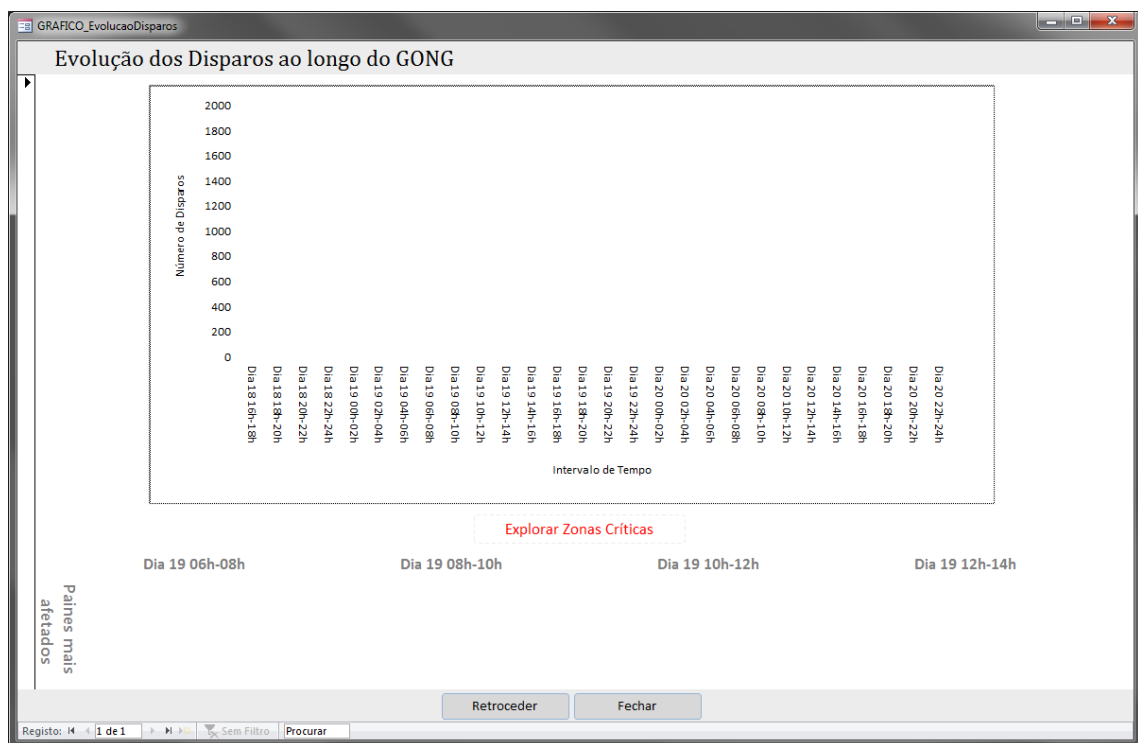 GRAFICO_EvolucaoDisparos
Evolução dos Disparos ao longo do GONG
2000
1800
1600
1400
1200
1000
800
600
400
200
0
Número de Disparos
Dia 18 16h-18h
Dia 18 18h-20h
Dia 18 20h-22h
Dia 18 22h-24h
Dia 19 00h-02h
Dia 19 02h-04h
Dia 19 04h-06h
Dia 19 06h-08h
Dia 19 08h-10h
Dia 19 10h-12h
Dia 19 12h-14h
Dia 19 14h-16h
Dia 19 16h-18h
Dia 19 18h-20h
Dia 19 20h-22h
Dia 19 22h-24h
Dia 20 00h-02h
Dia 20 02h-04h
Dia 20 04h-06h
Dia 20 06h-08h
Dia 20 08h-10h
Dia 20 10h-12h
Dia 20 12h-14h
Dia 20 14h-16h
Dia 20 16h-18h
Dia 20 18h-20h
Dia 20 20h-22h
Dia 20 22h-24h
Intervalo de Tempo
Explorar Zonas Críticas
Dia 19 06h-08h
Dia 19 08h-10h
Dia 19 10h-12h
Dia 19 12h-14h
Paines mais
afetados
Retroceder
Fechar
Registo: 1 de 1 Sem Filtro Procurar